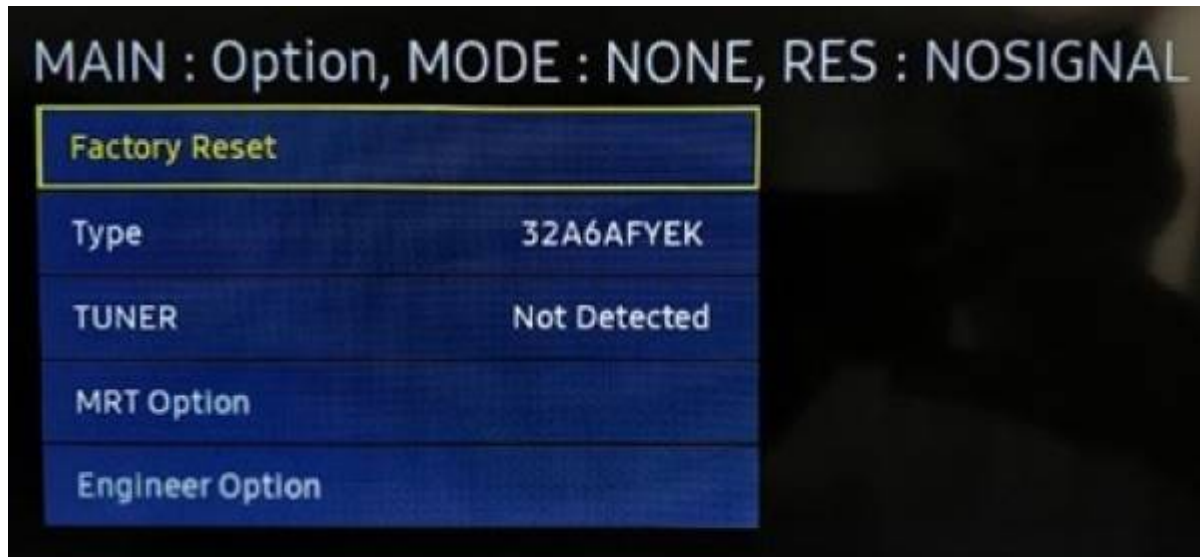 MAIN : Option, MODE : NONE, RES : NOSIGNAL
Factory Reset
Type 32A6AFYEK
TUNER Not Detected
MRT Option
Engineer Option